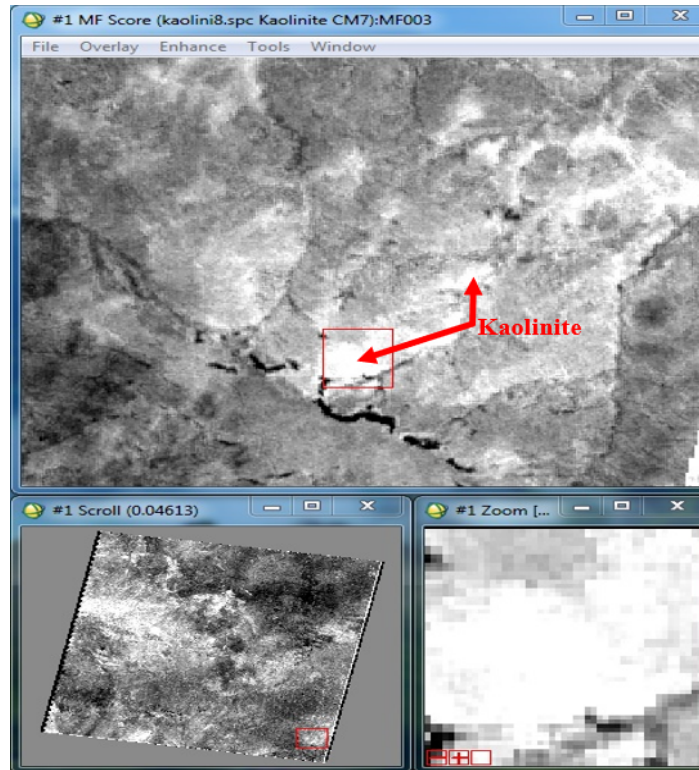 #1 MF Score (kaolini8.spc Kaolinite CM7):MF003
File Overlay Enhance Tools Window
Kaolinite
#1 Scroll (0.04613)
#1 Zoom [...